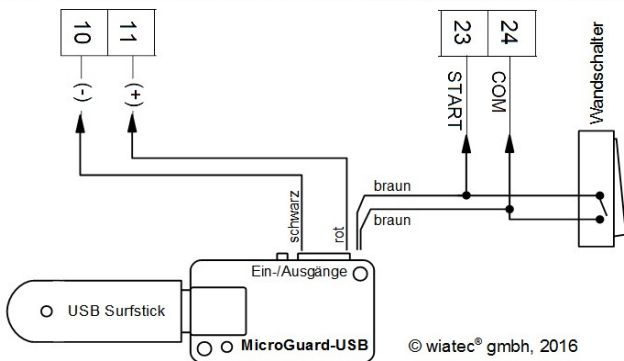 10 11
(-) (+)
23 24
START COM
Wandschalter
schwarz
rot
braun
braun
Ein-/Ausgänge
USB Surfstick
MicroGuard-USB
© wiatec® gmbh, 2016